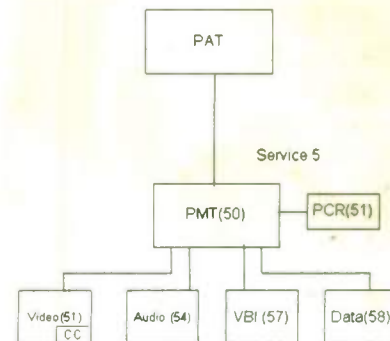 PAT
Service 5
PMT(50)
PCR(51)
Video(51)
CC
Audio (54)
VBI (57)
Data(58)